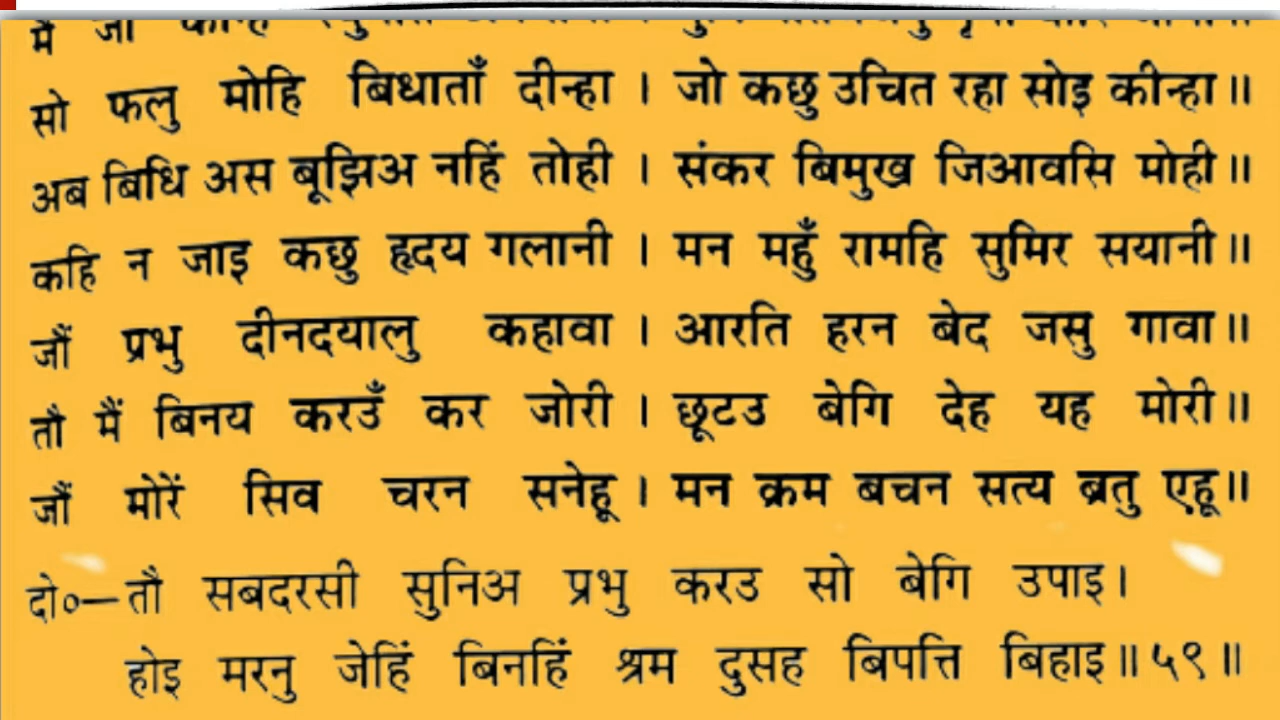 सो फलु मोहि बिधाताँ दीन्हा । जो कछु उचित रहा सोइ कीन्हा॥
अब बिधि अस बूझिअ नहिं तोही । संकर बिमुख जिआवसि मोही॥
कहि न जाइ कछु हृदय गलानी । मन महुँ रामहि सुमिर सयानी॥
जौं प्रभु दीनदयालु कहावा । आरति हरन बेद जसु गावा॥
तौ मैं बिनय करउँ कर जोरी । छूटउ बेगि देह यह मोरी॥
जौं मोरें सिव चरन सनेहू । मन क्रम बचन सत्य ब्रतु एहू॥
दो०—तौ सबदरसी सुनिअ प्रभु करउ सो बेगि उपाइ।
होइ मरनु जेहिं बिनहिं श्रम दुसह बिपत्ति बिहाइ॥५९॥